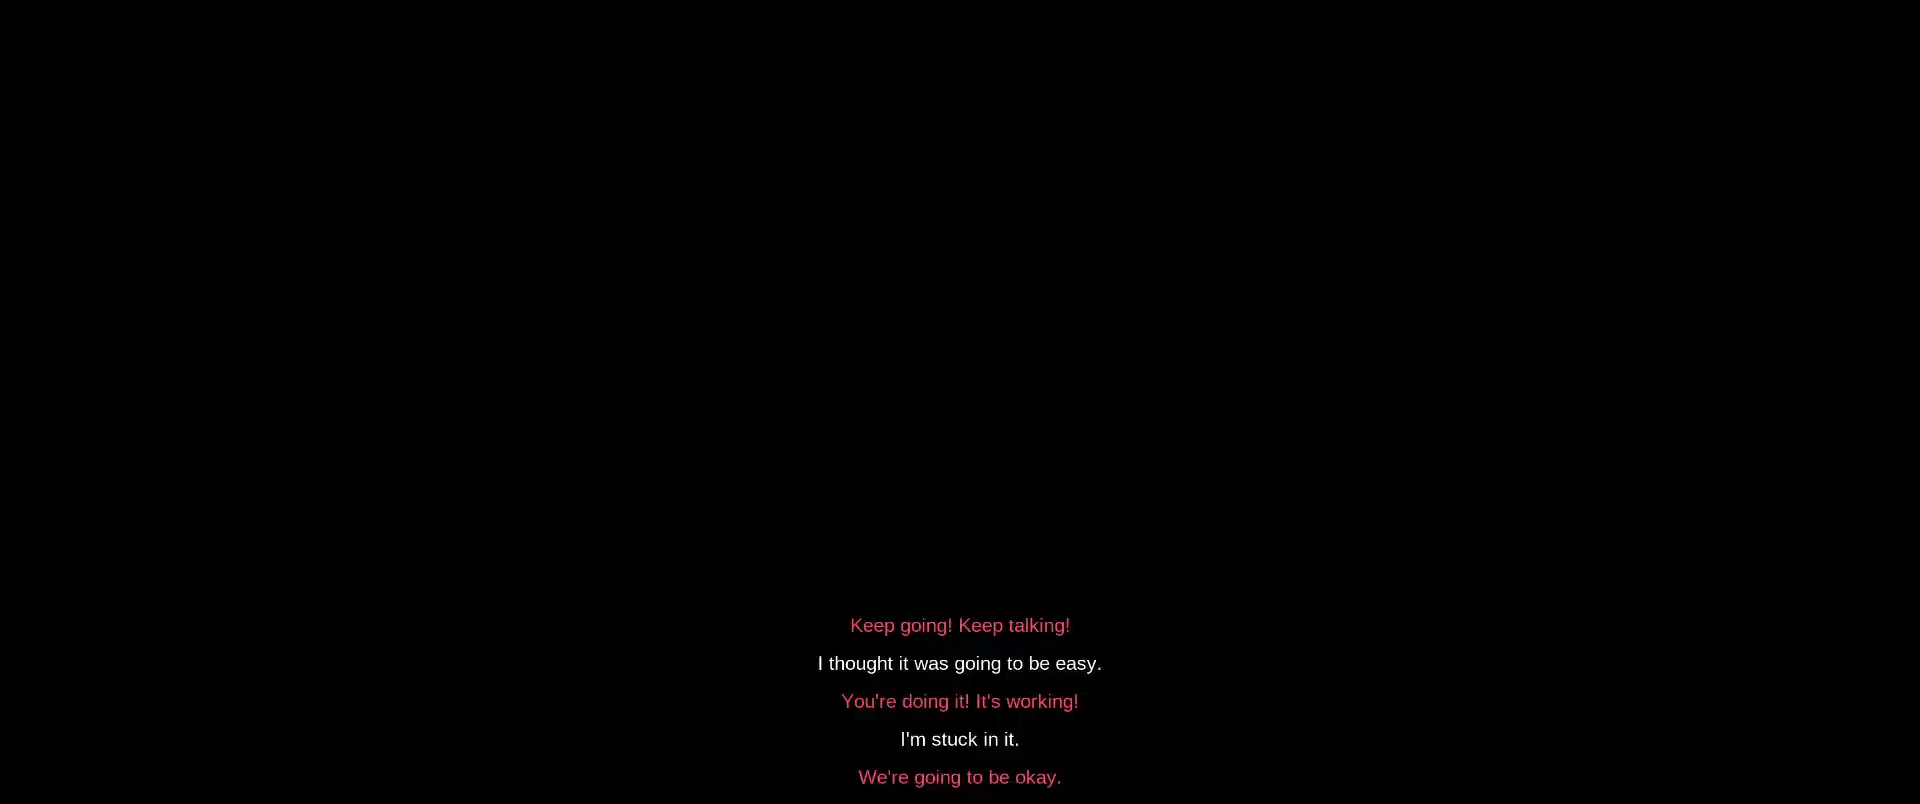 Keep going! Keep talking!
I thought it was going to be easy.
You're doing it! It's working!
I'm stuck in it.
We're going to be okay.